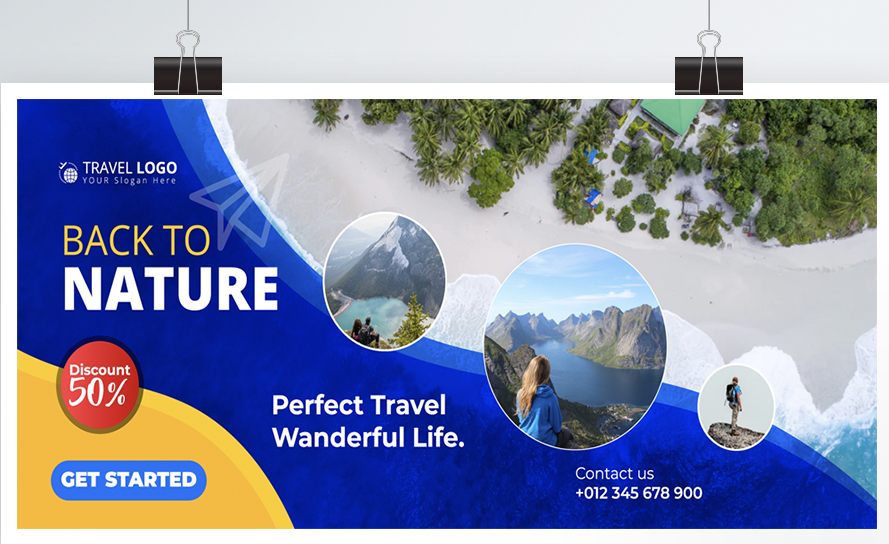 TRAVEL LOGO
YOUR Slogan Here
BACK TO
NATURE
Discount
50%
Perfect Travel
Wanderful Life.
GET STARTED
Contact us
+012 345 678 900